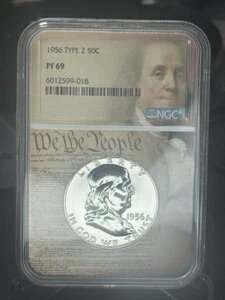 1956 TYPE 2 50C
PF 69
6012599-018
NGC
We the People
LIBERTY
1956
IN GOD WE TRUST